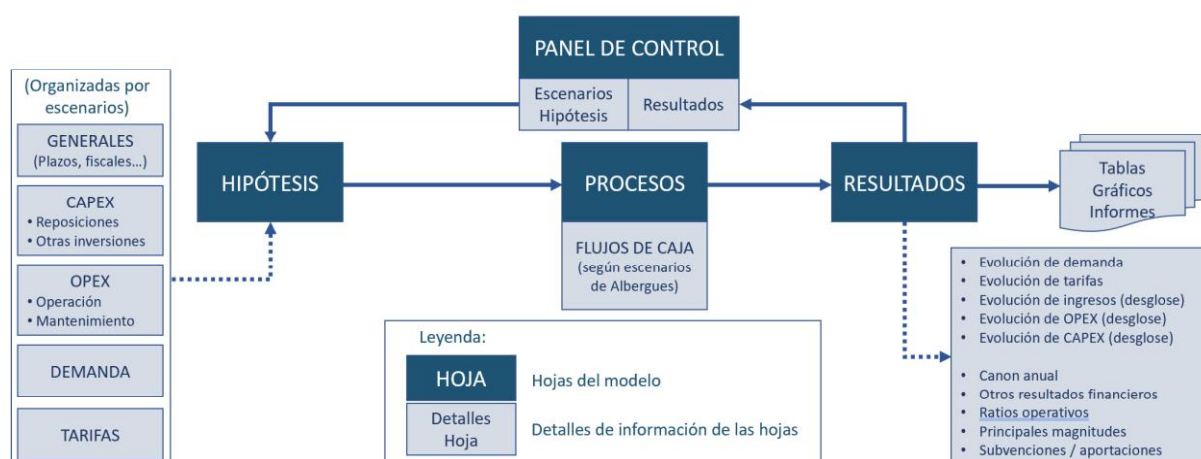 PANEL DE CONTROL
Escenarios
Hipótesis
Resultados
(Organizadas por
escenarios)
GENERALES
(Plazos, fiscales...)
CAPEX
• Reposiciones
• Otras inversiones
OPEX
• Operación
• Mantenimiento
DEMANDA
TARIFAS
HIPÓTESIS
PROCESOS
FLUJOS DE CAJA
(según escenarios
de Albergues)
RESULTADOS
Tablas
Gráficos
Informes
• Evolución de demanda
• Evolución de tarifas
• Evolución de ingresos (desglose)
• Evolución de OPEX (desglose)
• Evolución de CAPEX (desglose)
• Canon anual
• Otros resultados financieros
• Ratios operativos
• Principales magnitudes
• Subvenciones / aportaciones
Leyenda:
HOJA
Hojas del modelo
Detalles
Hoja
Detalles de información de las hojas